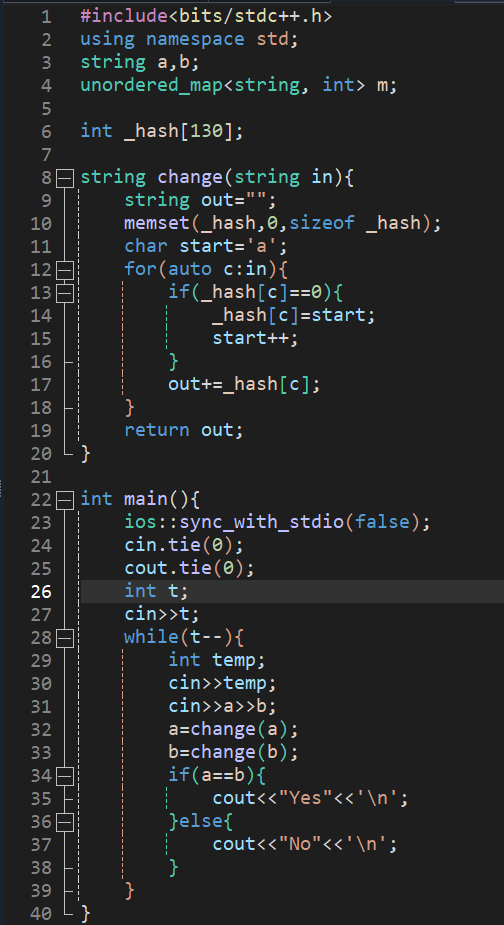 1 #include<bits/stdc++.h>
2 using namespace std;
3 string a,b;
4 unordered_map<string, int> m;
5
6 int _hash[130];
7
8 string change(string in){
9     string out="";
10     memset(_hash,0,sizeof _hash);
11     char start='a';
12     for(auto c:in){
13         if(_hash[c]==0){
14             _hash[c]=start;
15             start++;
16         }
17         out+=_hash[c];
18     }
19     return out;
20 }
21
22 int main(){
23     ios::sync_with_stdio(false);
24     cin.tie(0);
25     cout.tie(0);
26     int t;
27     cin>>t;
28     while(t--){
29         int temp;
30         cin>>temp;
31         cin>>a>>b;
32         a=change(a);
33         b=change(b);
34         if(a==b){
35             cout<<"Yes"<<'\n';
36         }else{
37             cout<<"No"<<'\n';
38         }
39     }
40 }